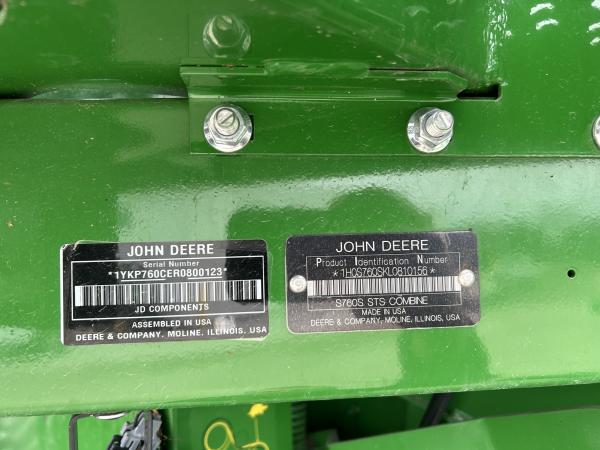 JOHN DEERE
Serial Number
*1YKP760CER0800123*
JD COMPONENTS
ASSEMBLED IN USA
DEERE & COMPANY, MOLINE, ILLINOIS, USA
JOHN DEERE
Product Identification Number
*1H0S760SKL0810156*
S760S STS COMBINE
MADE IN USA
DEERE & COMPANY, MOLINE, ILLINOIS, USA